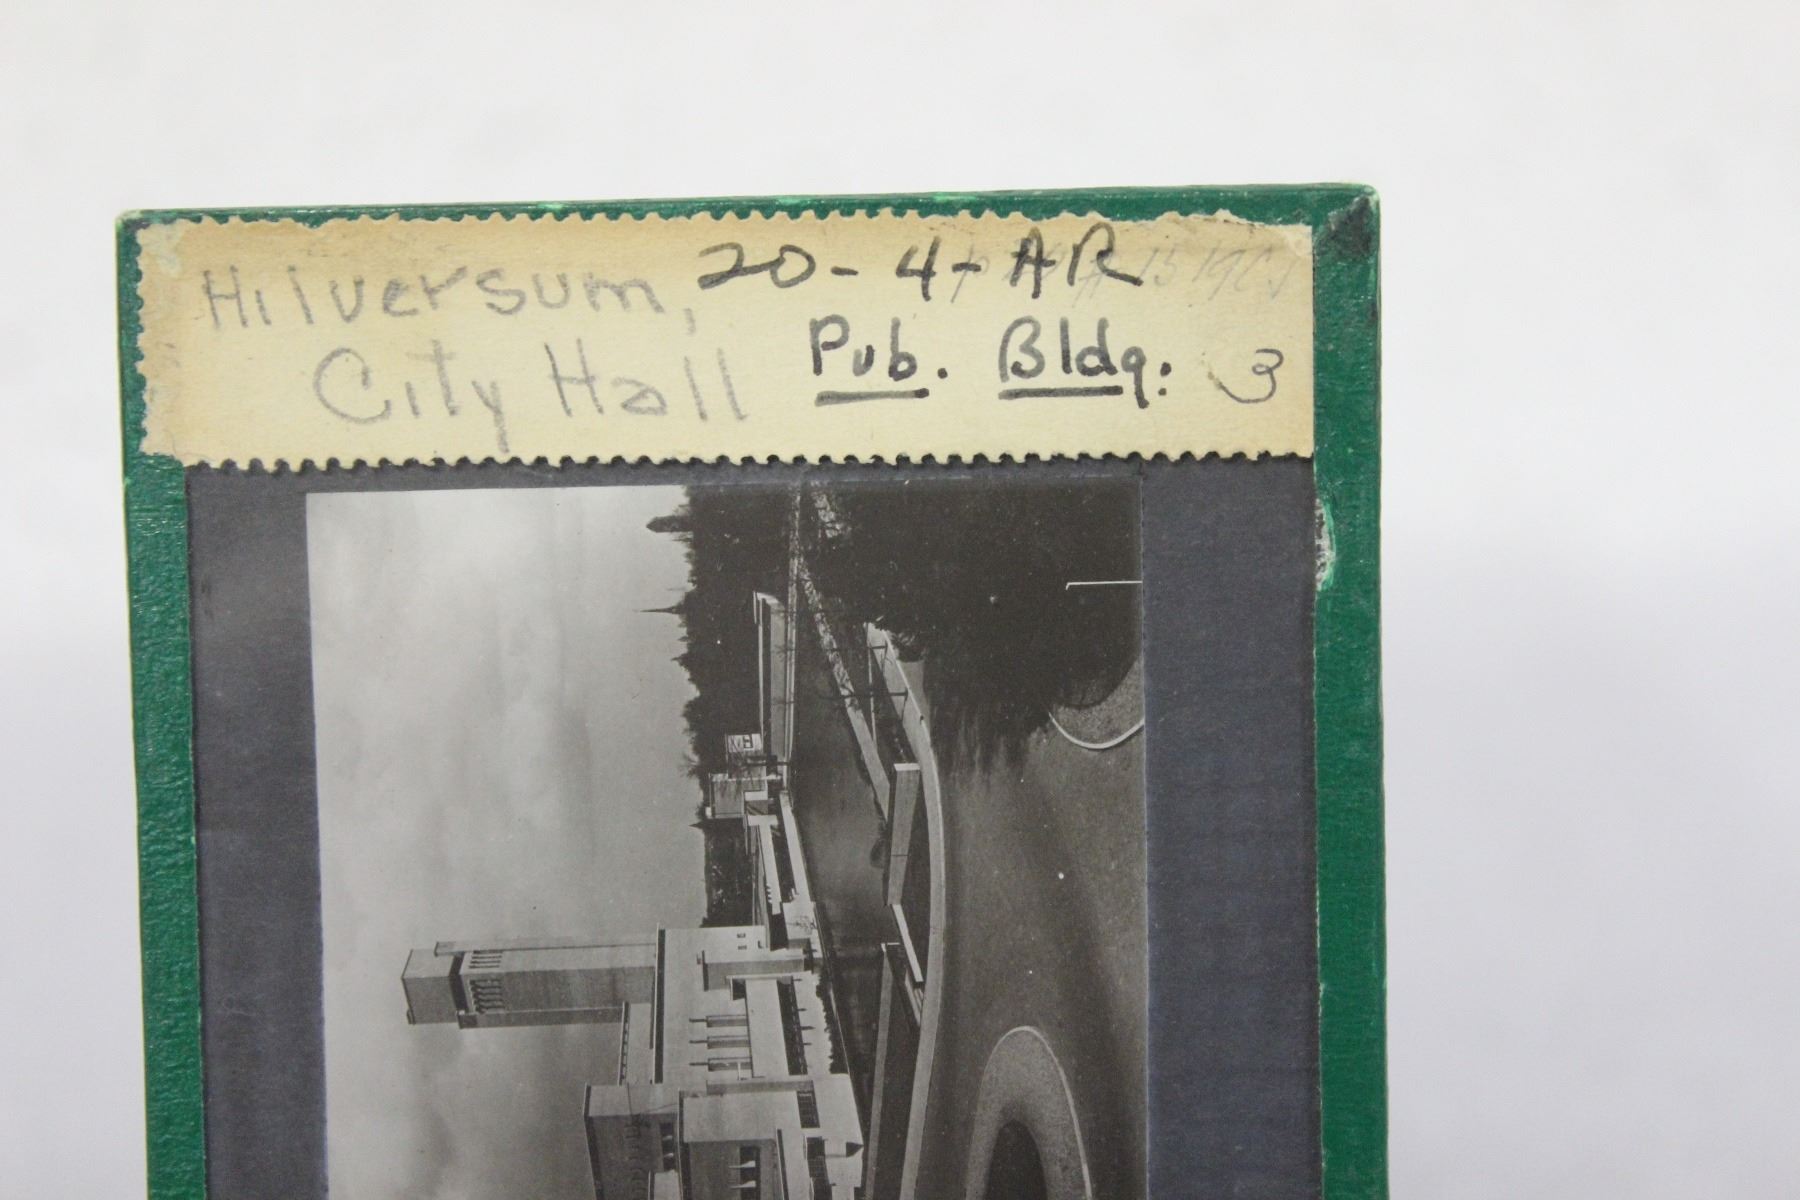 Hilversum, 20-4-AR
City Hall Pub. Bldg. 3